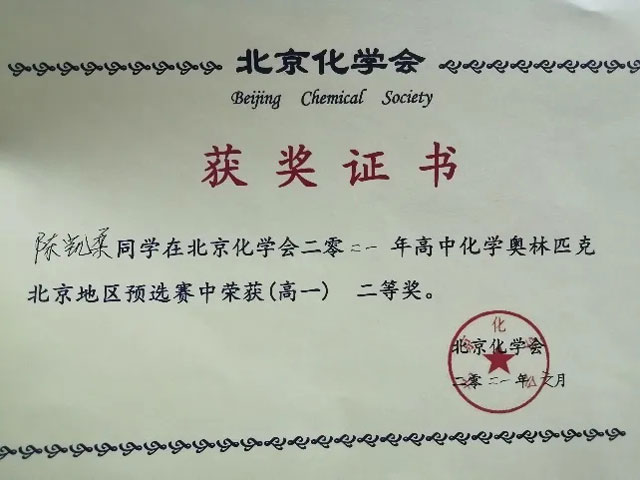 北京化学会
Beijing Chemical Society
获奖证书
陈凯柔同学在北京化学会二零二一年高中化学奥林匹克
北京地区预选赛中荣获(高一) 二等奖。
北京化学会
二零二一年 月